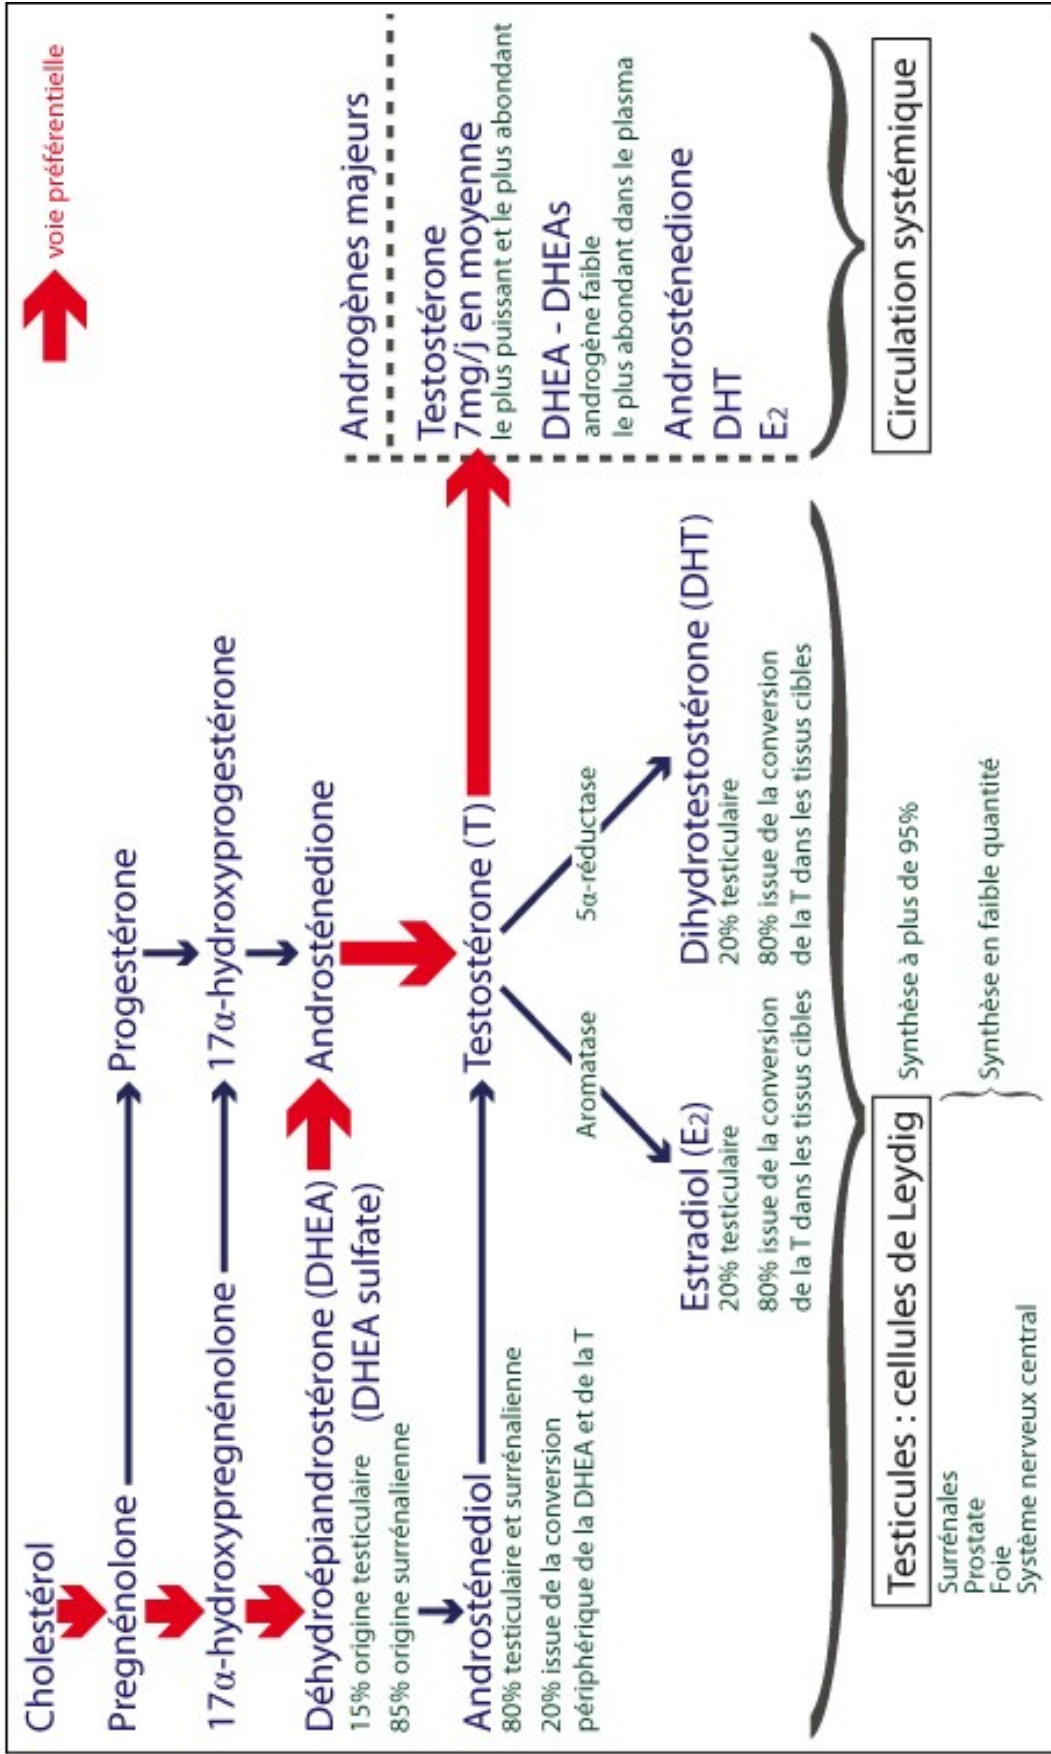 voie préférentielle
Cholestérol
Pregnénolone
Progestérone
17α-hydroxypregnénolone
17α-hydroxyprogestérone
Déhydroépiandrostérone (DHEA)
(DHEA sulfate)
15% origine testiculaire
85% origine surrénalienne
Androsténedione
Androsténediol
80% testiculaire et surrénalienne
20% issue de la conversion
périphérique de la DHEA et de la T
Testostérone (T)
Aromatase
5α-réductase
Estradiol (E2)
20% testiculaire
80% issue de la conversion
de la T dans les tissus cibles
Dihydrotestostérone (DHT)
20% testiculaire
80% issue de la conversion
de la T dans les tissus cibles
Androgènes majeurs
Testostérone
7mg/j en moyenne
le plus puissant et le plus abondant
DHEA - DHEAs
androgène faible
le plus abondant dans le plasma
Androsténedione
DHT
E2
Testicules : cellules de Leydig
Synthèse à plus de 95%
Surrénales
Prostate
Foie
Système nerveux central
Synthèse en faible quantité
Circulation systémique